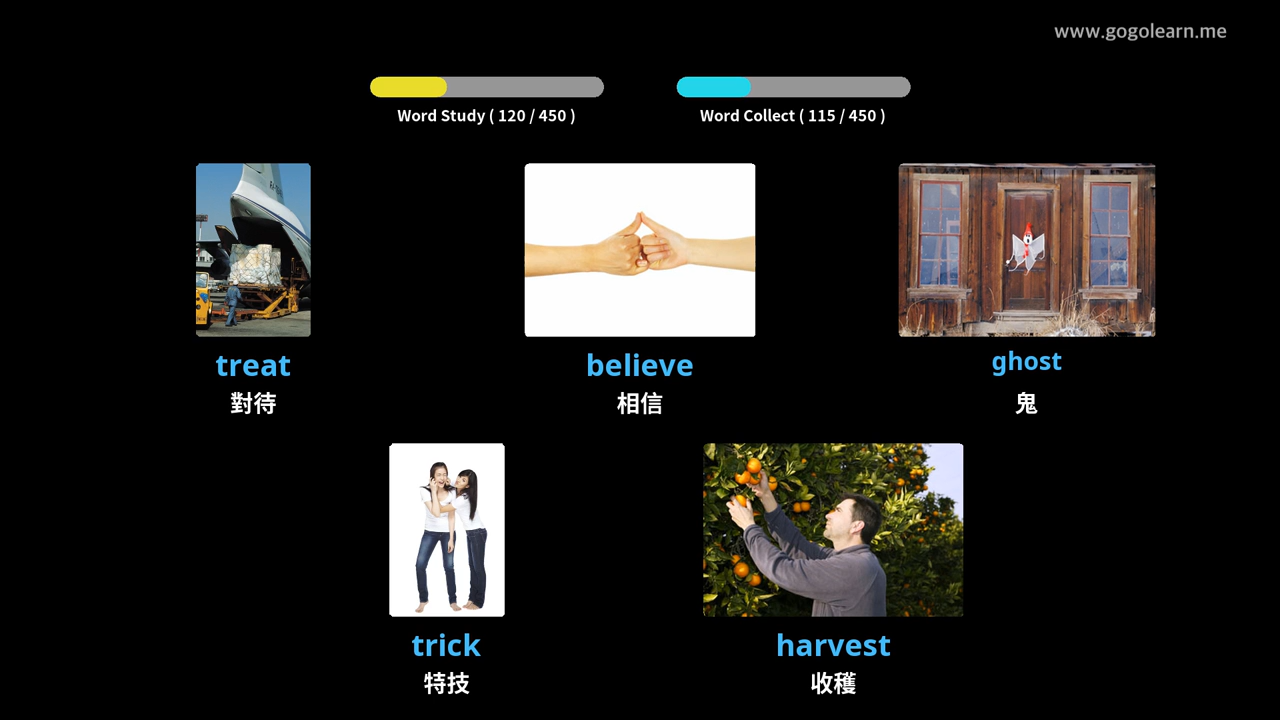 www.gogolearn.me
Word Study ( 120 / 450 )
Word Collect ( 115 / 450 )
treat
對待
believe
相信
ghost
鬼
trick
特技
harvest
收穫